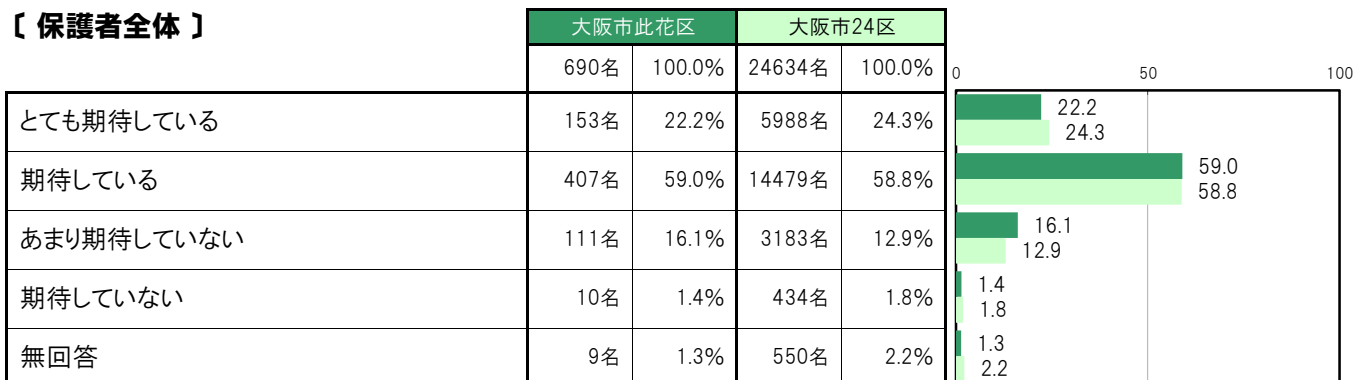 〔 保護者全体 〕
大阪市此花区 大阪市24区
690名 100.0% 24634名 100.0%
0 50 100
とても期待している 153名 22.2% 5988名 24.3%
22.2
24.3
期待している 407名 59.0% 14479名 58.8%
59.0
58.8
あまり期待していない 111名 16.1% 3183名 12.9%
16.1
12.9
期待していない 10名 1.4% 434名 1.8%
1.4
1.8
無回答 9名 1.3% 550名 2.2%
1.3
2.2